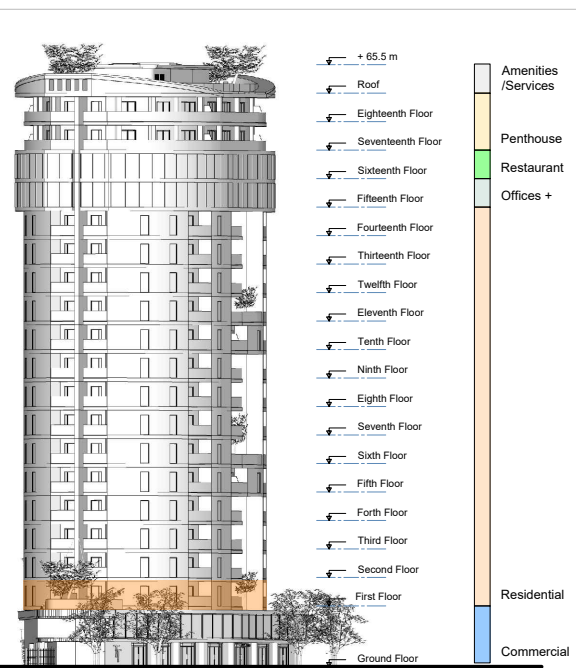 + 65.5 m
Roof
Eighteenth Floor
Seventeenth Floor
Sixteenth Floor
Fifteenth Floor
Fourteenth Floor
Thirteenth Floor
Twelfth Floor
Eleventh Floor
Tenth Floor
Ninth Floor
Eighth Floor
Seventh Floor
Sixth Floor
Fifth Floor
Forth Floor
Third Floor
Second Floor
First Floor
Ground Floor
Amenities
/Services
Penthouse
Restaurant
Offices +
Residential
Commercial